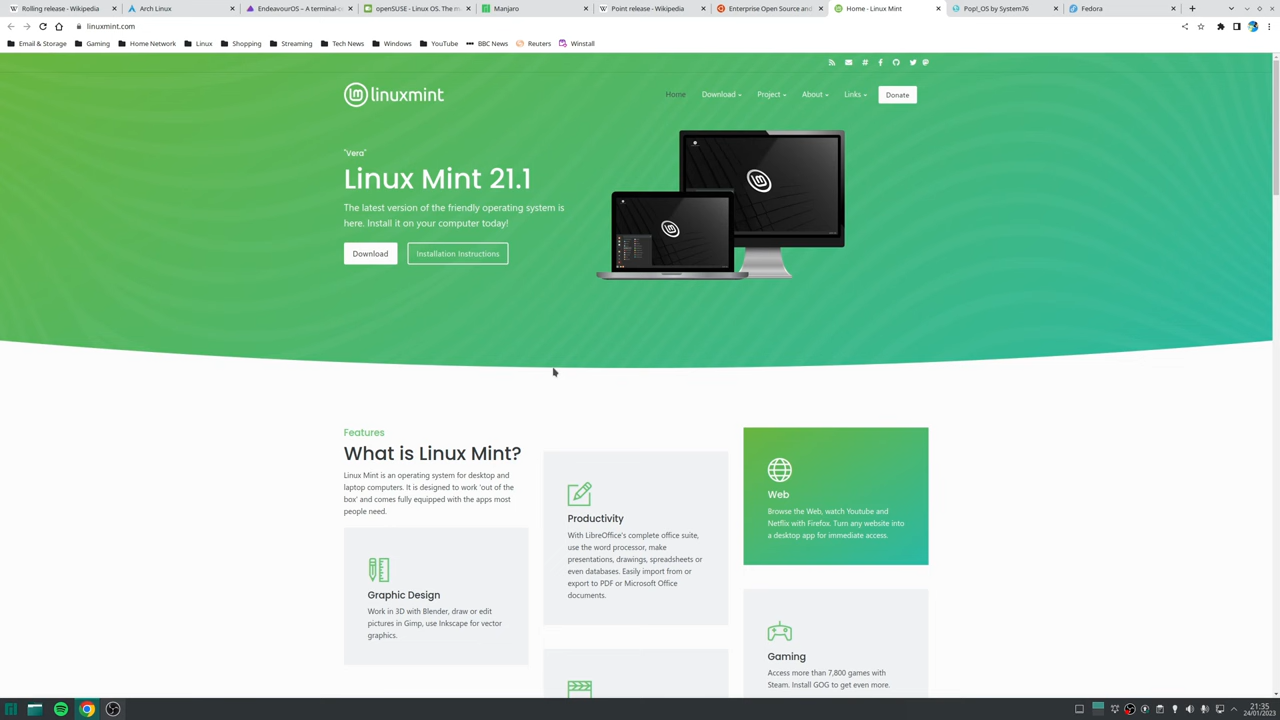 Rolling release - Wikipedia
Arch Linux
EndeavourOS – A terminal-c
openSUSE - Linux OS. The m
Manjaro
Point release - Wikipedia
Enterprise Open Source and
Home - Linux Mint
Pop!_OS by System76
Fedora
linuxmint.com
Email & Storage
Gaming
Home Network
Linux
Shopping
Streaming
Tech News
Windows
YouTube
BBC News
Reuters
Winstall
linuxmint
Home
Download
Project
About
Links
Donate
"Vera"
Linux Mint 21.1
The latest version of the friendly operating system is
here. Install it on your computer today!
Download
Installation Instructions
Features
What is Linux Mint?
Linux Mint is an operating system for desktop and
laptop computers. It is designed to work 'out of the
box' and comes fully equipped with the apps most
people need.
Graphic Design
Work in 3D with Blender, draw or edit
pictures in Gimp, use Inkscape for vector
graphics.
Productivity
With LibreOffice's complete office suite,
use the word processor, make
presentations, drawings, spreadsheets or
even databases. Easily import from or
export to PDF or Microsoft Office
documents.
Web
Browse the Web, watch Youtube and
Netflix with Firefox. Turn any website into
a desktop app for immediate access.
Gaming
Access more than 7,800 games with
Steam. Install GOG to get even more.
21:35
24/01/2023